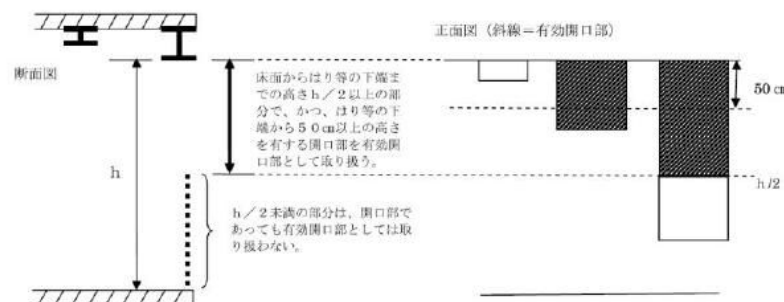 正面図（斜線＝有効開口部）
断面図
床面からはり等の下端ま
での高さｈ／２以上の部
分で、かつ、はり等の下
端から５０㎝以上の高さ
を有する開口部を有効開
口部として取り扱う。
50 ㎝
ｈ
ｈ/2
ｈ／２未満の部分は、開口部で
あっても有効開口部としては取
り扱わない。